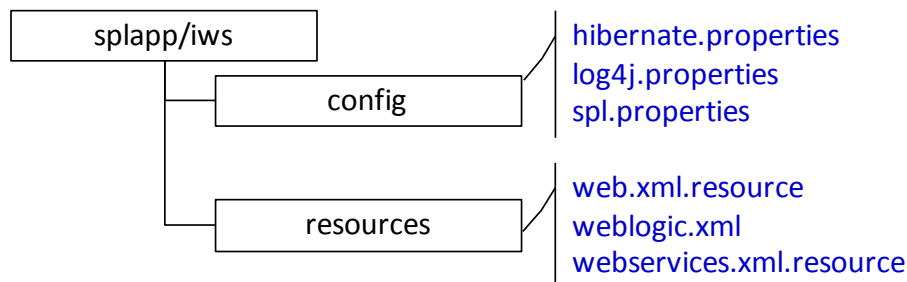 splapp/iws
config
hibernate.properties
log4j.properties
spl.properties
resources
web.xml.resource
weblogic.xml
webservices.xml.resource